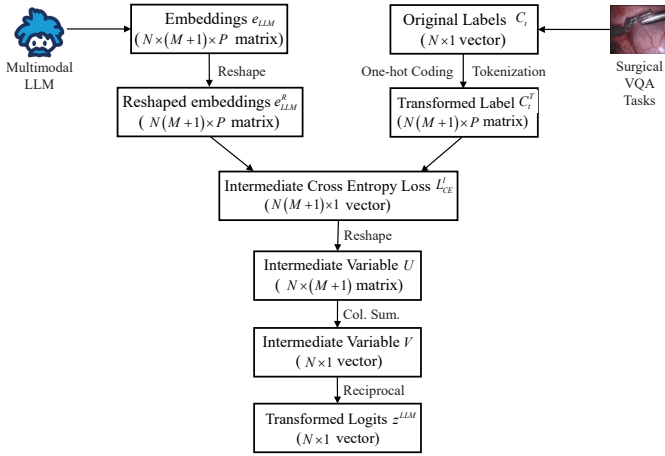 Embeddings e_LLM
(N×(M+1)×P matrix)
Multimodal
LLM
Reshape
Reshaped embeddings e^R_LLM
( N(M+1)×P matrix)
Original Labels C_t
(N×1 vector)
Surgical
VQA
Tasks
One-hot Coding Tokenization
Transformed Label C_t^T
(N(M+1)×P matrix)
Intermediate Cross Entropy Loss L^I_CE
(N(M+1)×1 vector)
Reshape
Intermediate Variable U
( N×(M+1) matrix)
Col. Sum.
Intermediate Variable V
( N×1 vector)
Reciprocal
Transformed Logits z^LLM
(N×1 vector)